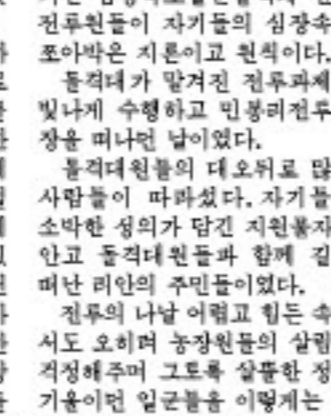 전투원들이 자기들의 심장속
쪼아박은 지론이고 원칙이다.
돌격대가 맡겨진 전투과제
빛나게 수행하고 민봉리전투
장을 떠나던 날이였다.
돌격대원들의 대오뒤로 많
사람들이 따라섰다. 자기들
소박한 성의가 담긴 지원물자
안고 돌격대원들과 함께 길
떠난 리안의 주민들이였다.
전투의 나날 어렵고 힘든 속
서도 오히려 농장원들의 살림
걱정해주며 그토록 살뜰한 정
기울이던 일군들을 이렇게는